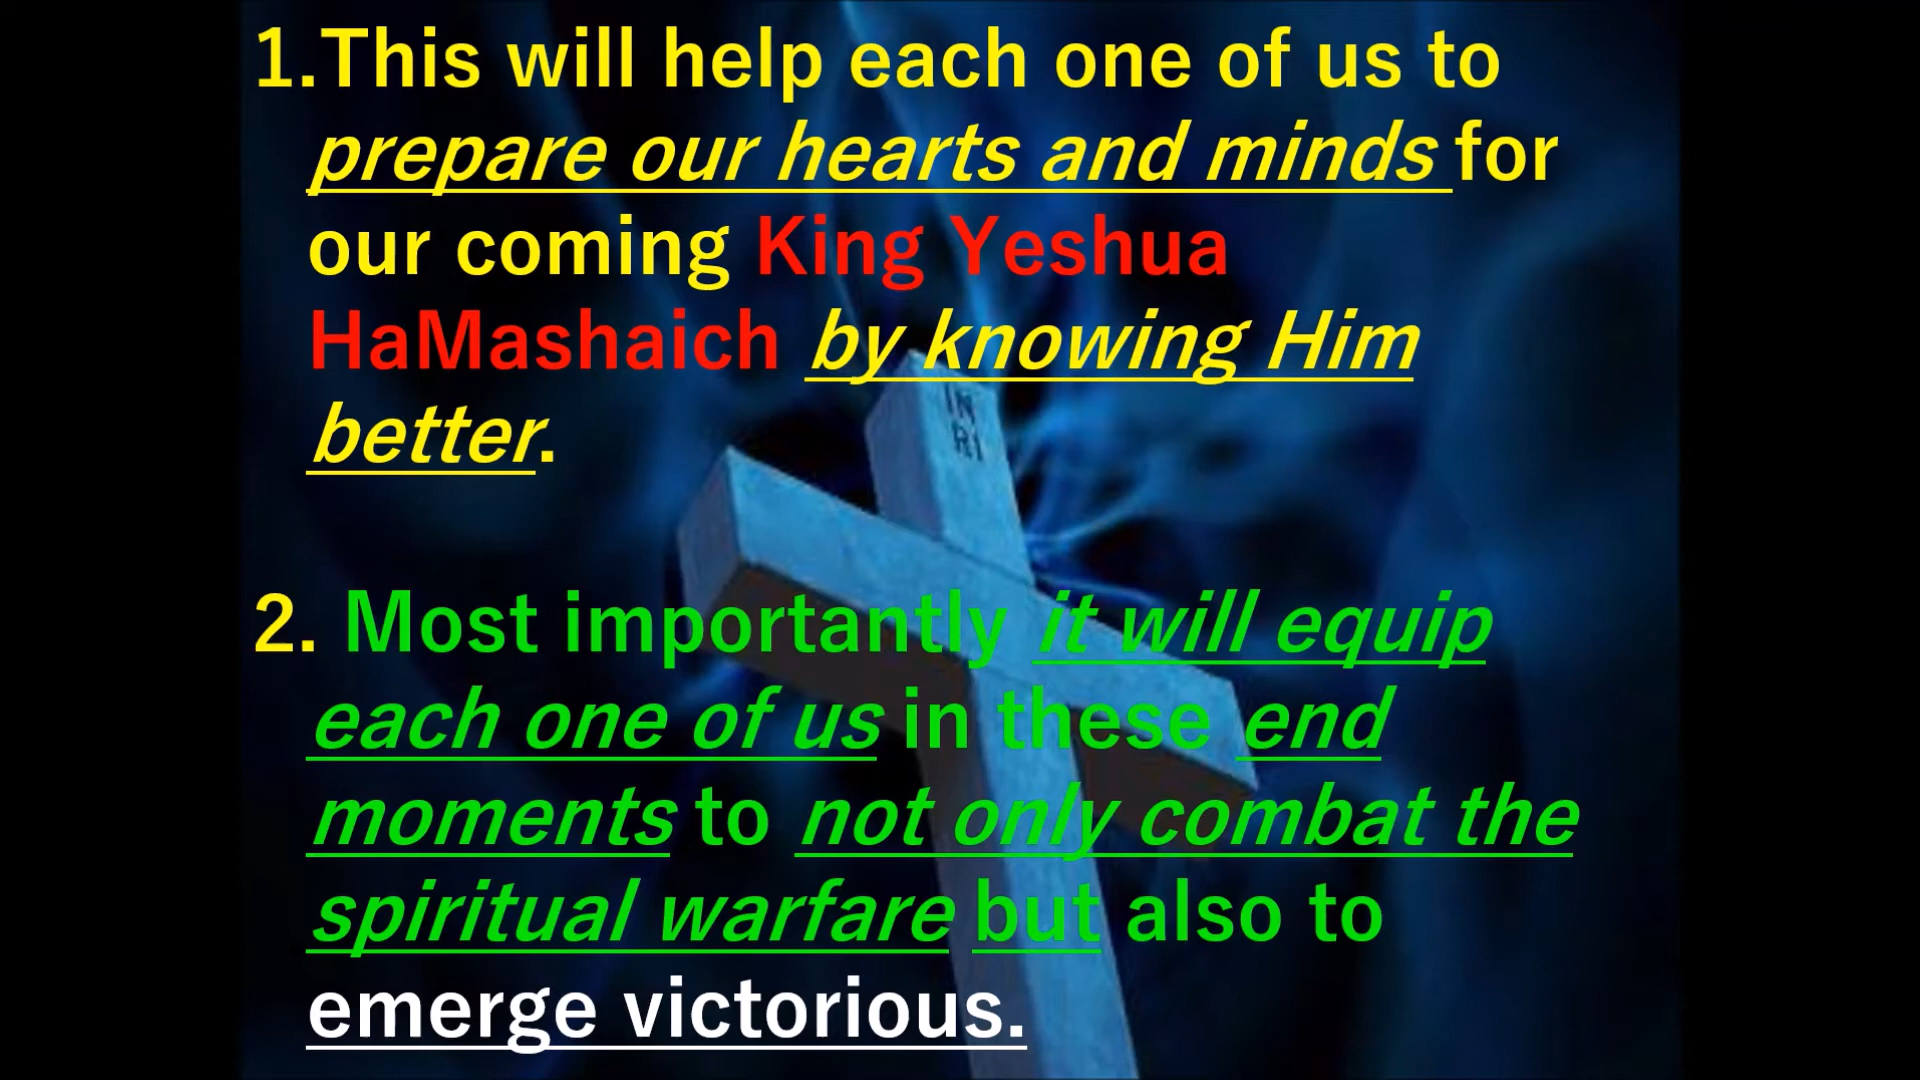 1.This will help each one of us to
prepare our hearts and minds for
our coming King Yeshua
HaMashaich by knowing Him
better.
IN
RI
2. Most importantly it will equip
each one of us in these end
moments to not only combat the
spiritual warfare but also to
emerge victorious.